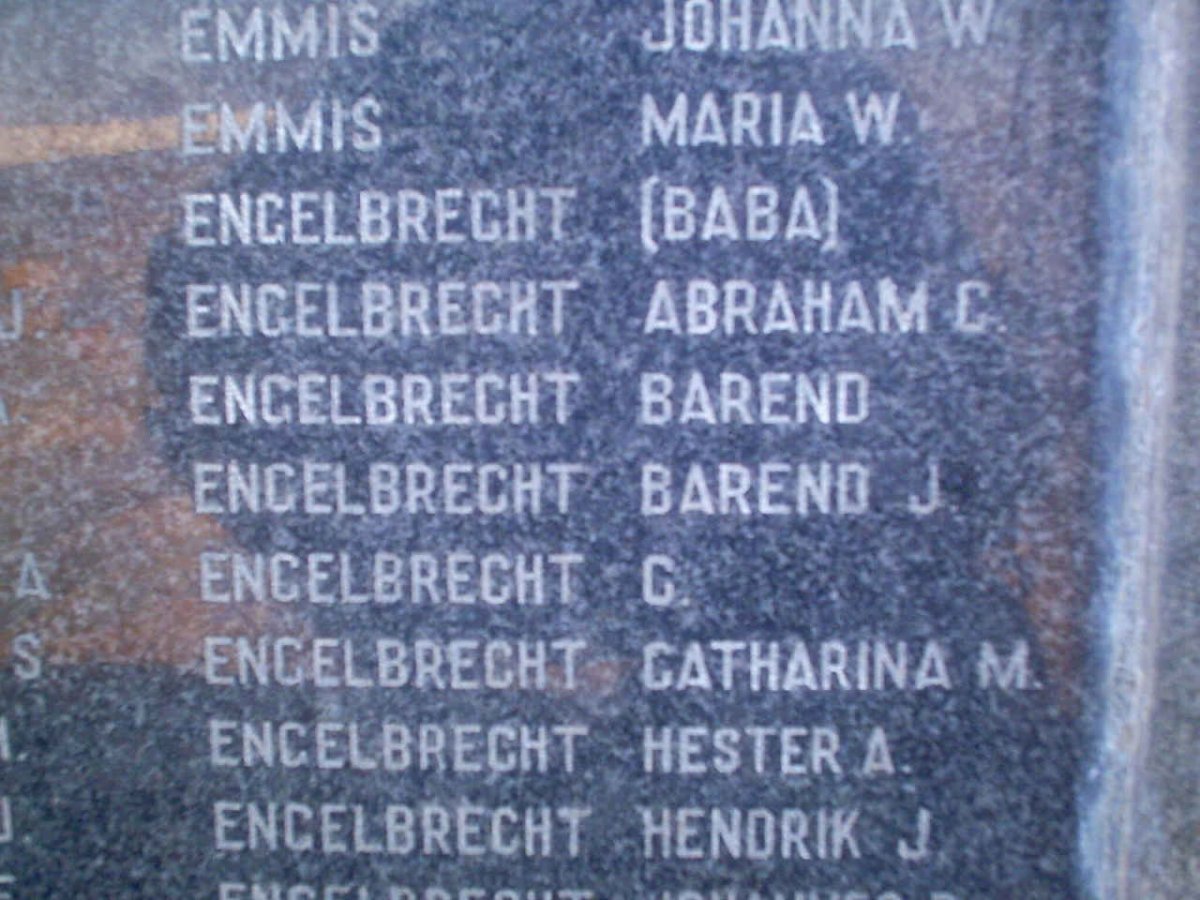 EMMIS JOHANNA W
EMMIS MARIA W.
ENGELBRECHT (BABA)
J ENGELBRECHT ABRAHAM C.
A. ENGELBRECHT BAREND
ENGELBRECHT BAREND J.
A ENGELBRECHT C.
S. ENGELBRECHT CATHARINA M.
ENGELBRECHT HESTER A.
J ENGELBRECHT HENDRIK J
ENGELBRECHT